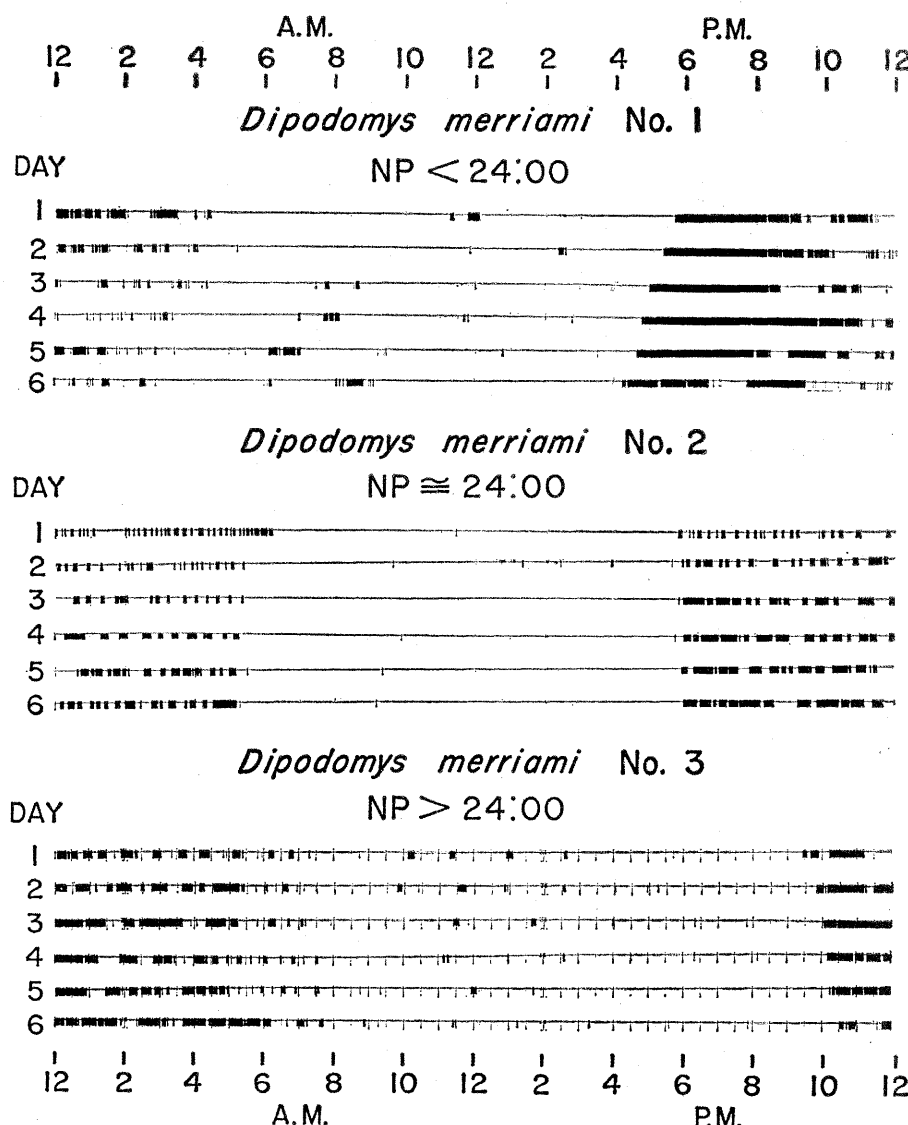 A.M. P.M.
12 2 4 6 8 10 12 2 4 6 8 10 12
Dipodomys merriami No. 1
DAY NP < 24:00
1
2
3
4
5
6
Dipodomys merriami No. 2
DAY NP ≅ 24:00
1
2
3
4
5
6
Dipodomys merriami No. 3
DAY NP > 24:00
1
2
3
4
5
6
12 2 4 6 8 10 12 2 4 6 8 10 12
A.M. P.M.